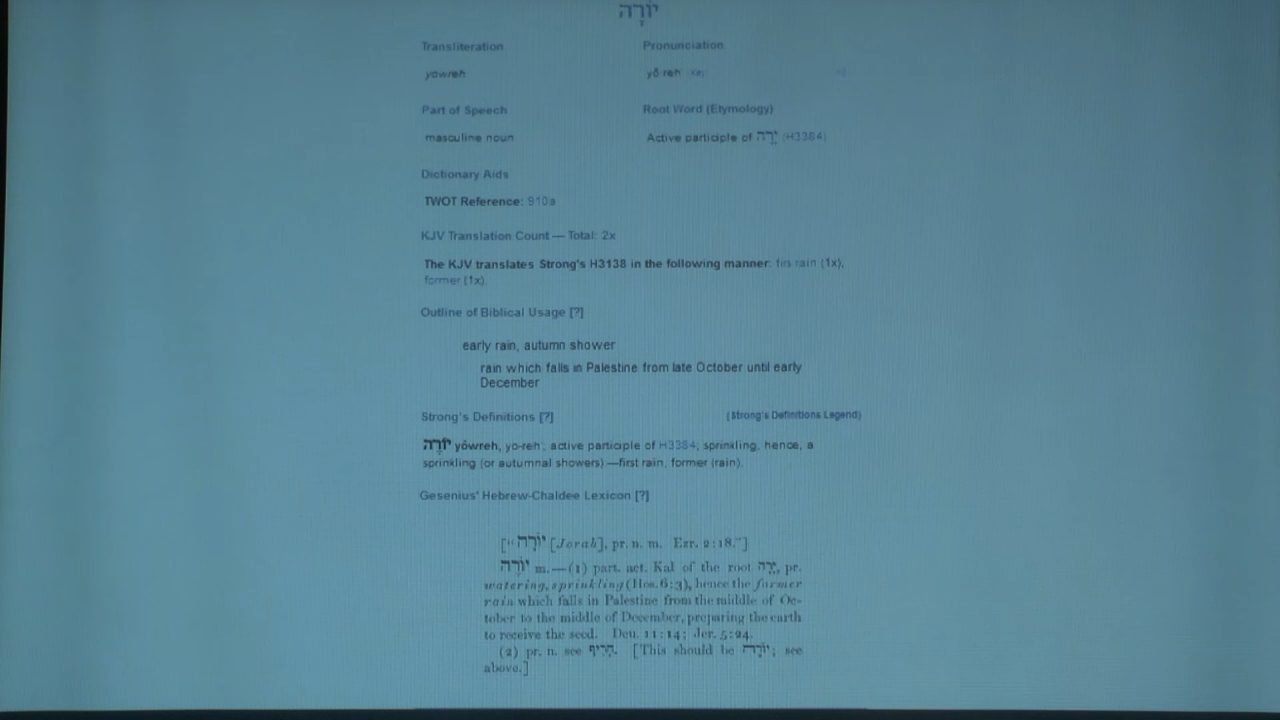 יוֹרֶה
Transliteration Pronunciation
yowreh yō·reh'
Part of Speech Root Word (Etymology)
masculine noun Active participle of יָרָה (H3384)
Dictionary Aids
TWOT Reference: 910a
KJV Translation Count — Total: 2x
The KJV translates Strong's H3138 in the following manner: first rain (1x),
former (1x).
Outline of Biblical Usage [?]
early rain, autumn shower
rain which falls in Palestine from late October until early
December
Strong's Definitions [?] (Strong's Definitions Legend)
יוֹרֶה yôwreh, yo-reh'; active participle of H3384; sprinkling, hence, a
sprinkling (or autumnal showers):—first rain, former (rain).
Gesenius' Hebrew-Chaldee Lexicon [?]
["יוֹרָה [Jorah], pr. n. m. Ezr. 2:18."]
יוֹרֶה m.—(1) part. act. Kal of the root יָרָה, pr.
watering, sprinkling (Hos. 6:3), hence the former
rain which falls in Palestine from the middle of Oc-
tober to the middle of December, preparing the earth
to receive the seed. Deu. 11:14; Jer. 5:24.
(2) pr. n. see חָרִיף. [This should be יוֹרָה; see
above.]